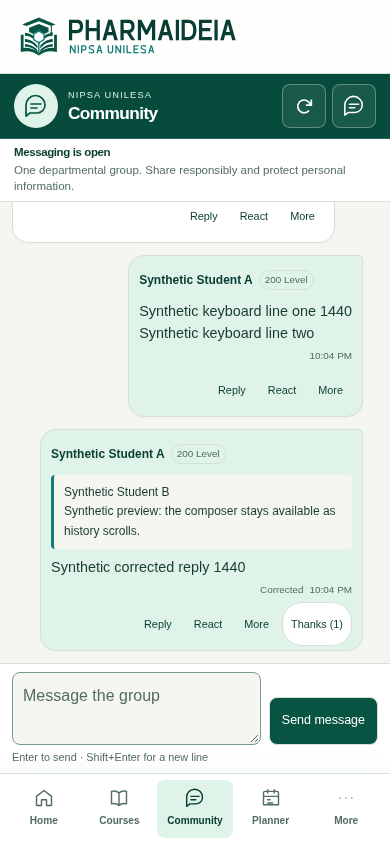 PHARMAIDEIA
NIPSA UNILESA
NIPSA UNILESA
Community
Messaging is open
One departmental group. Share responsibly and protect personal
information.
Reply React More
Synthetic Student A 200 Level
Synthetic keyboard line one 1440
Synthetic keyboard line two
10:04 PM
Reply React More
Synthetic Student A 200 Level
Synthetic Student B
Synthetic preview: the composer stays available as
history scrolls.
Synthetic corrected reply 1440
Corrected 10:04 PM
Reply React More Thanks (1)
Message the group
Send message
Enter to send · Shift+Enter for a new line
Home Courses Community Planner More